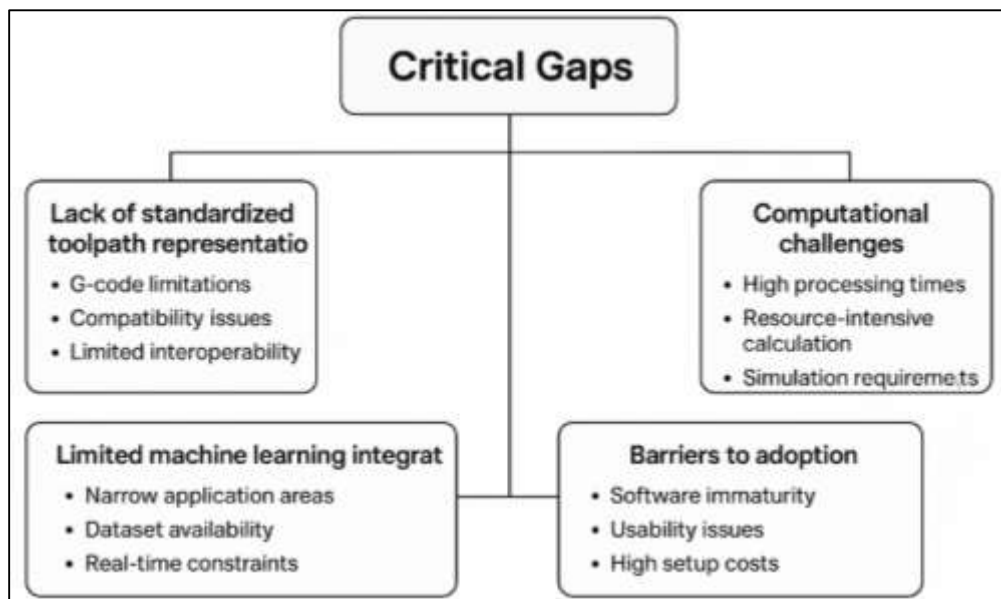 Critical Gaps
Lack of standardized
toolpath representatio
• G-code limitations
• Compatibility issues
• Limited interoperability
Computational
challenges
• High processing times
• Resource-intensive
calculation
• Simulation requiremets
Limited machine learning integrat
• Narrow application areas
• Dataset availability
• Real-time constraints
Barriers to adoption
• Software immaturity
• Usability issues
• High setup costs